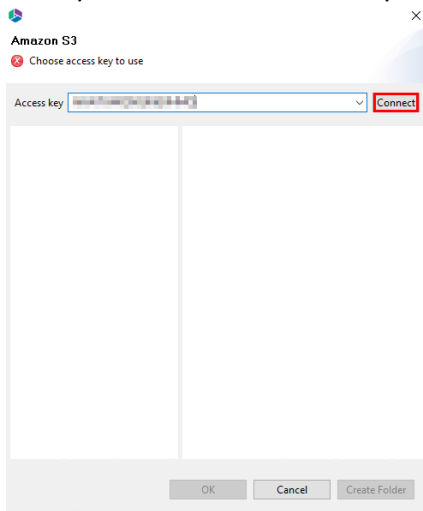 Amazon S3
Choose access key to use
Access key
Connect
OK Cancel Create Folder